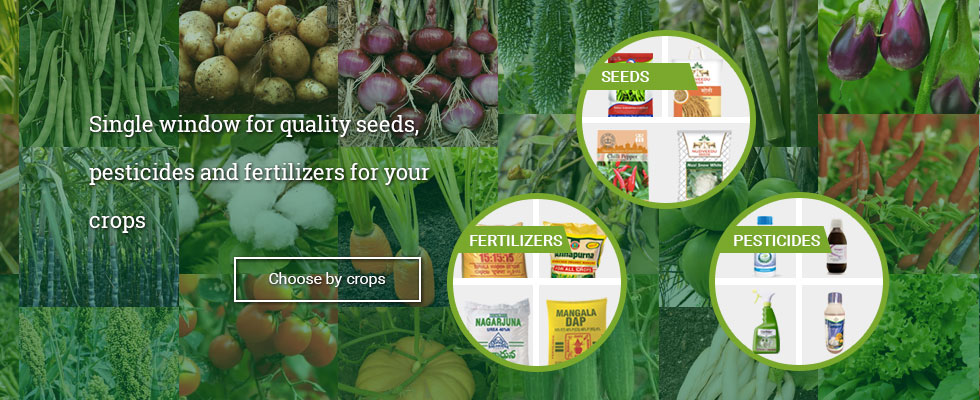 Single window for quality seeds,
pesticides and fertilizers for your
crops
Choose by crops
SEEDS
Chilli Pepper
FERTILIZERS
15:15:15
Annapurna
FOR ALL CROPS
NAGARJUNA
UREA 46%N
MANGALA
DAP
PESTICIDES